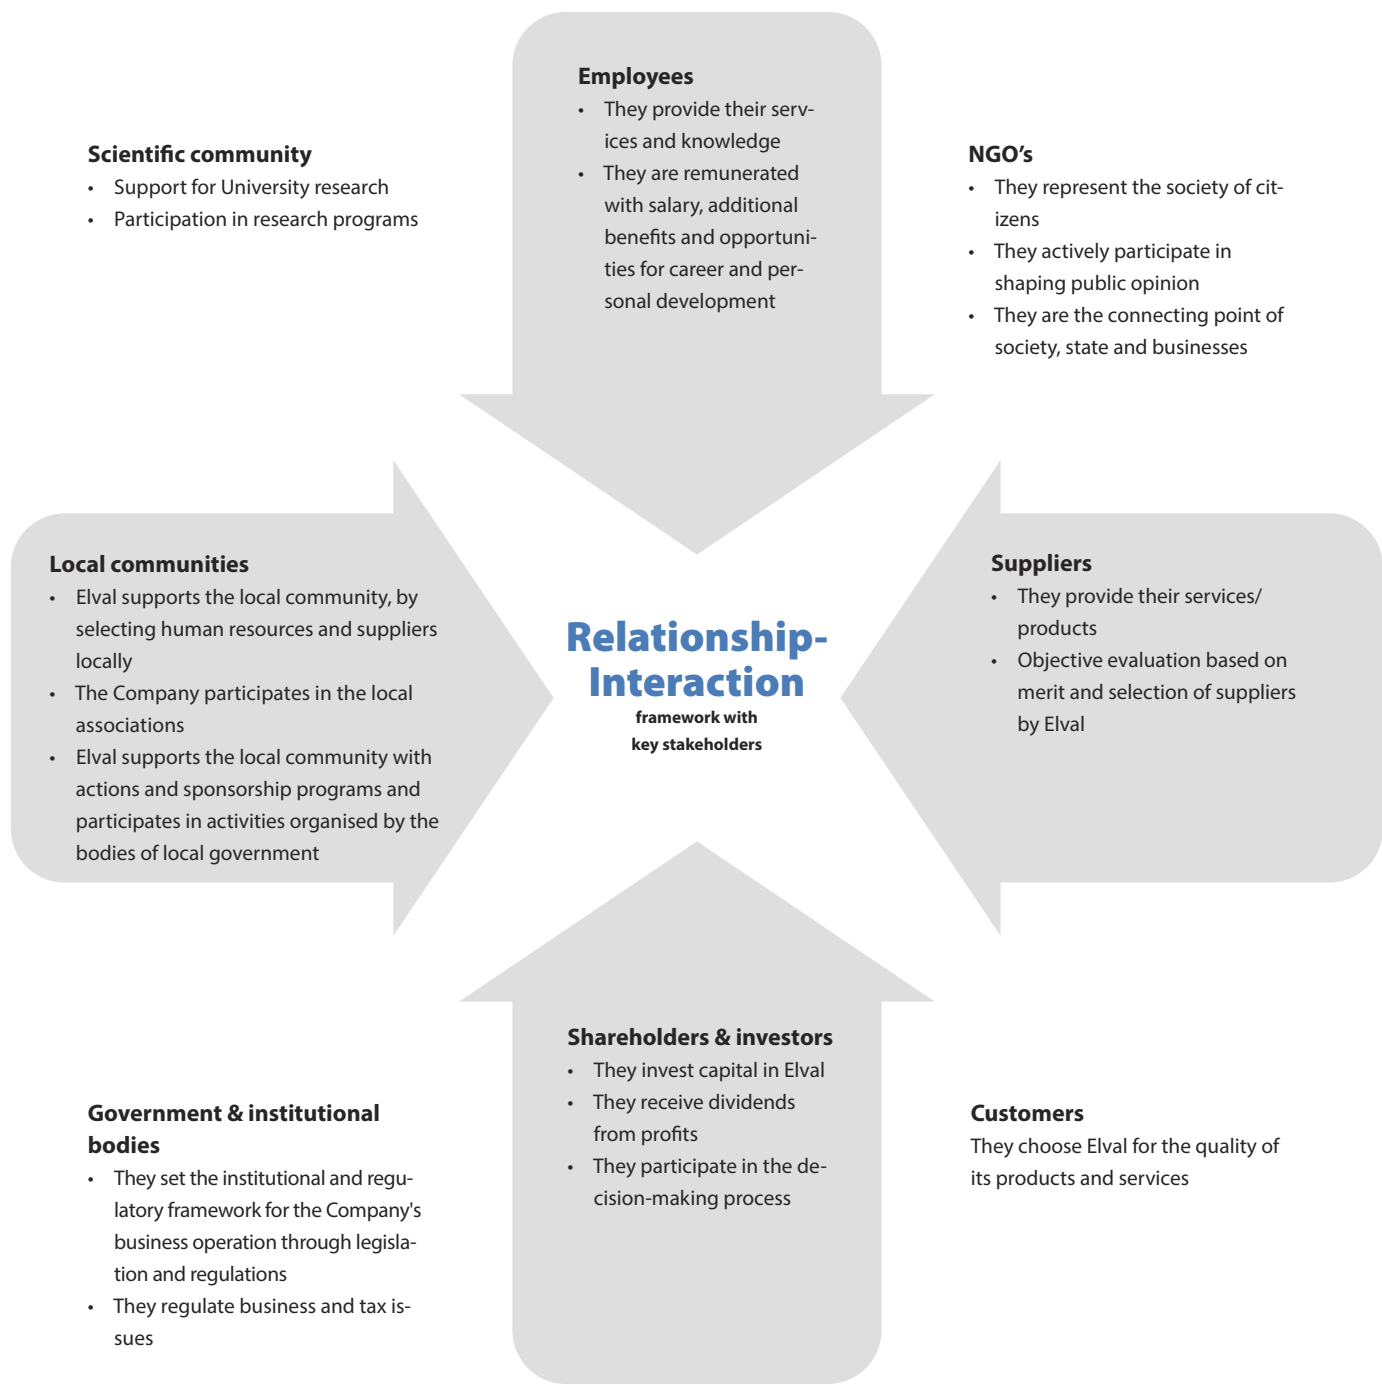 Employees
• They provide their serv-
ices and knowledge
• They are remunerated
with salary, additional
benefits and opportuni-
ties for career and per-
sonal development
Scientific community
• Support for University research
• Participation in research programs
NGO’s
• They represent the society of cit-
izens
• They actively participate in
shaping public opinion
• They are the connecting point of
society, state and businesses
Local communities
• Elval supports the local community, by
selecting human resources and suppliers
locally
• The Company participates in the local
associations
• Elval supports the local community with
actions and sponsorship programs and
participates in activities organised by the
bodies of local government
Relationship-
Interaction
framework with
key stakeholders
Suppliers
• They provide their services/
products
• Objective evaluation based on
merit and selection of suppliers
by Elval
Shareholders & investors
• They invest capital in Elval
• They receive dividends
from profits
• They participate in the de-
cision-making process
Government & institutional
bodies
• They set the institutional and regu-
latory framework for the Company's
business operation through legisla-
tion and regulations
• They regulate business and tax is-
sues
Customers
They choose Elval for the quality of
its products and services